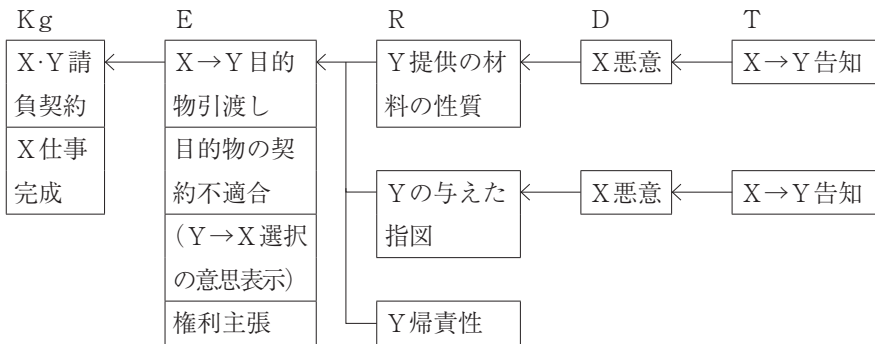 Kg E R D T
X・Y請
負契約
X仕事
完成
X→Y目的
物引渡し
目的物の契
約不適合
(Y→X選択
の意思表示)
権利主張
Y提供の材
料の性質
X悪意
X→Y告知
Yの与えた
指図
X悪意
X→Y告知
Y帰責性